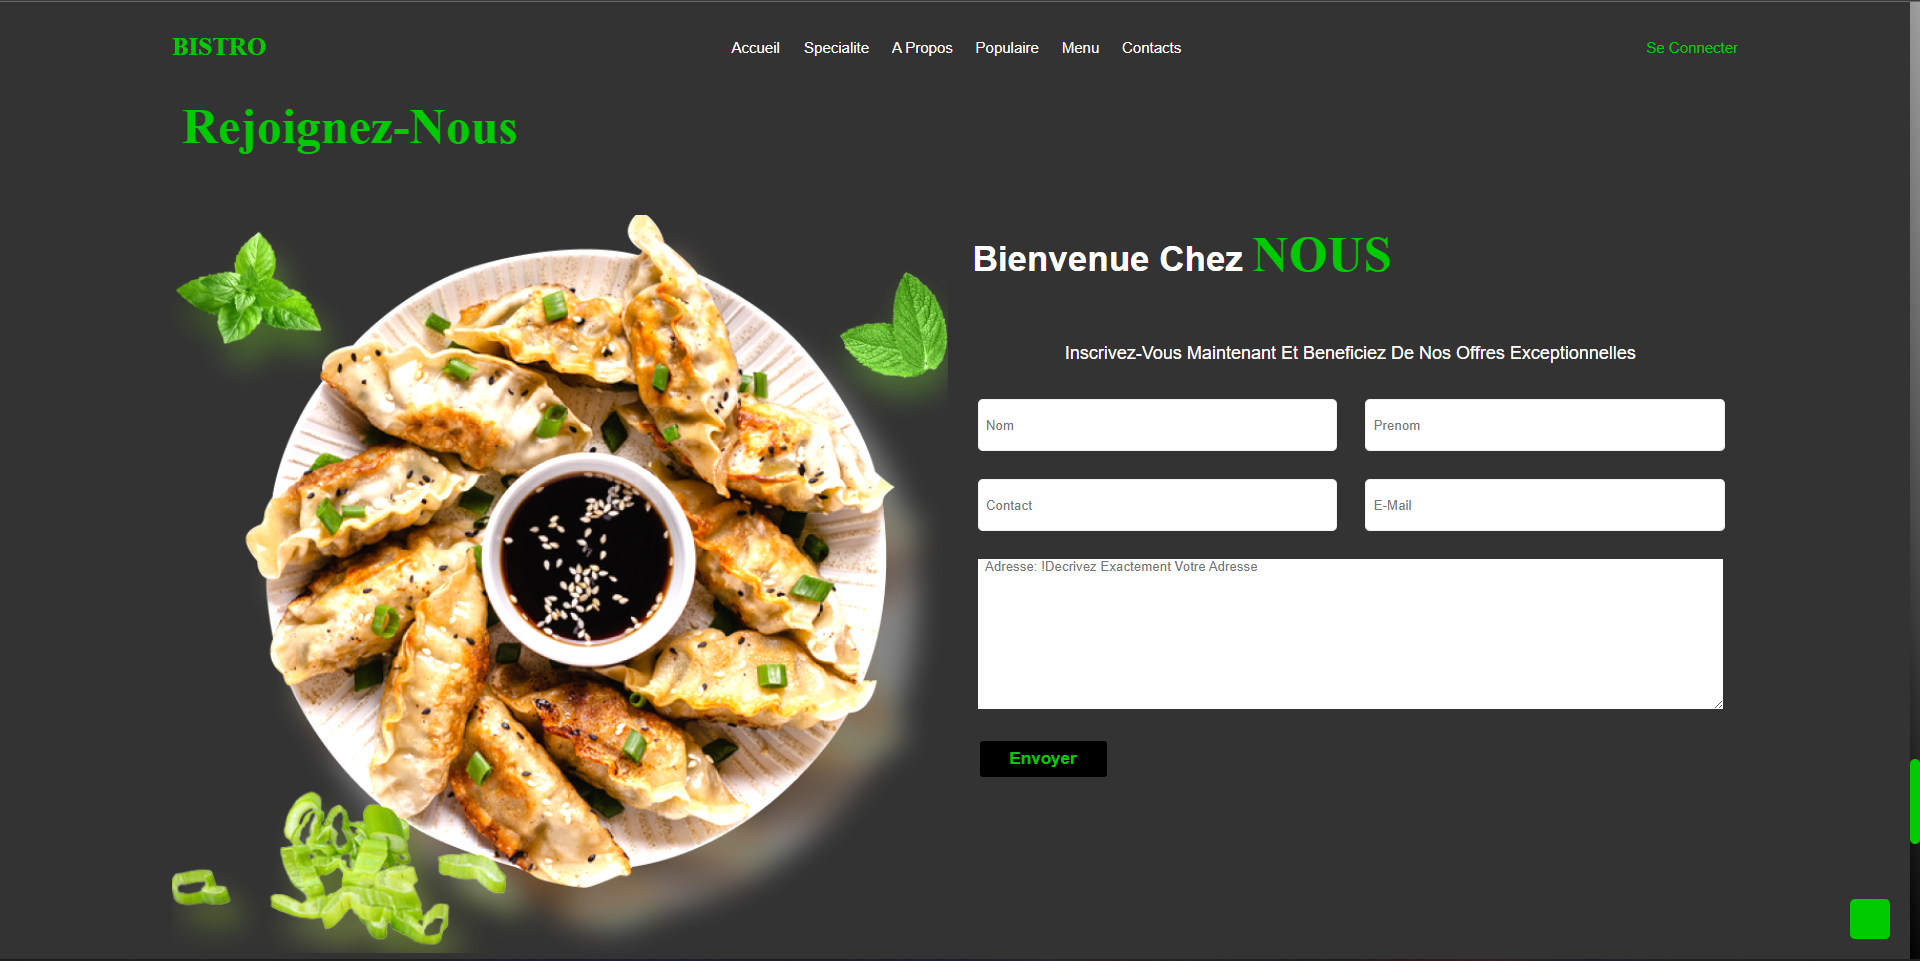 BISTRO
Accueil Specialite A Propos Populaire Menu Contacts
Se Connecter
Rejoignez-Nous
Bienvenue Chez NOUS
Inscrivez-Vous Maintenant Et Beneficiez De Nos Offres Exceptionnelles
Nom
Prenom
Contact
E-Mail
Adresse: !Decrivez Exactement Votre Adresse
Envoyer